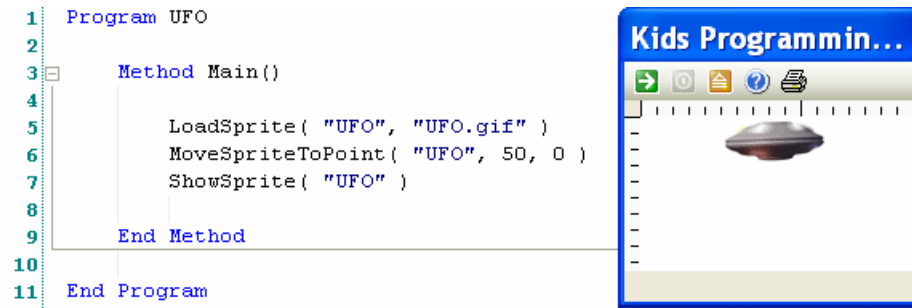 1 Program UFO
2
3 Method Main()
4
5 LoadSprite( "UFO", "UFO.gif" )
6 MoveSpriteToPoint( "UFO", 50, 0 )
7 ShowSprite( "UFO" )
8
9 End Method
10
11 End Program
Kids Programmin...